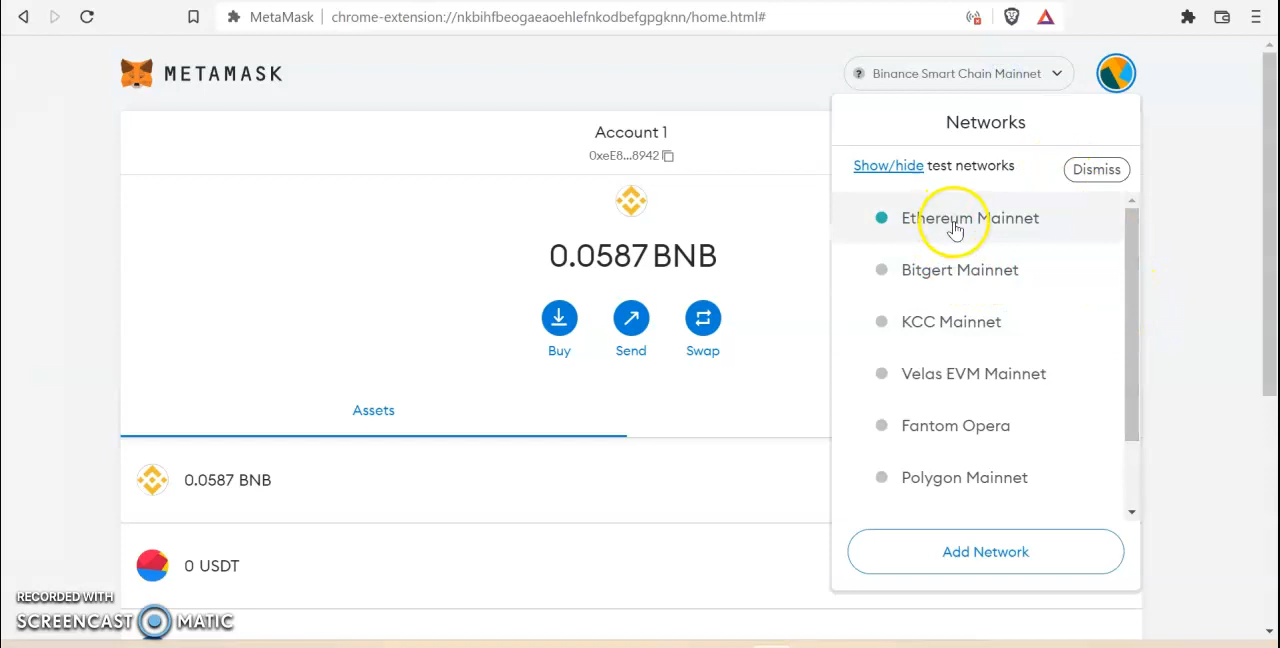 MetaMask
chrome-extension://nkbihfbeogaeaoehlefnkodbefgpgknn/home.html#
METAMASK
? Binance Smart Chain Mainnet
Account 1
0xeE8...8942
0.0587 BNB
Buy
Send
Swap
Assets
0.0587 BNB
0 USDT
Networks
Show/hide test networks
Dismiss
Ethereum Mainnet
Bitgert Mainnet
KCC Mainnet
Velas EVM Mainnet
Fantom Opera
Polygon Mainnet
Add Network
RECORDED WITH
SCREENCAST MATIC